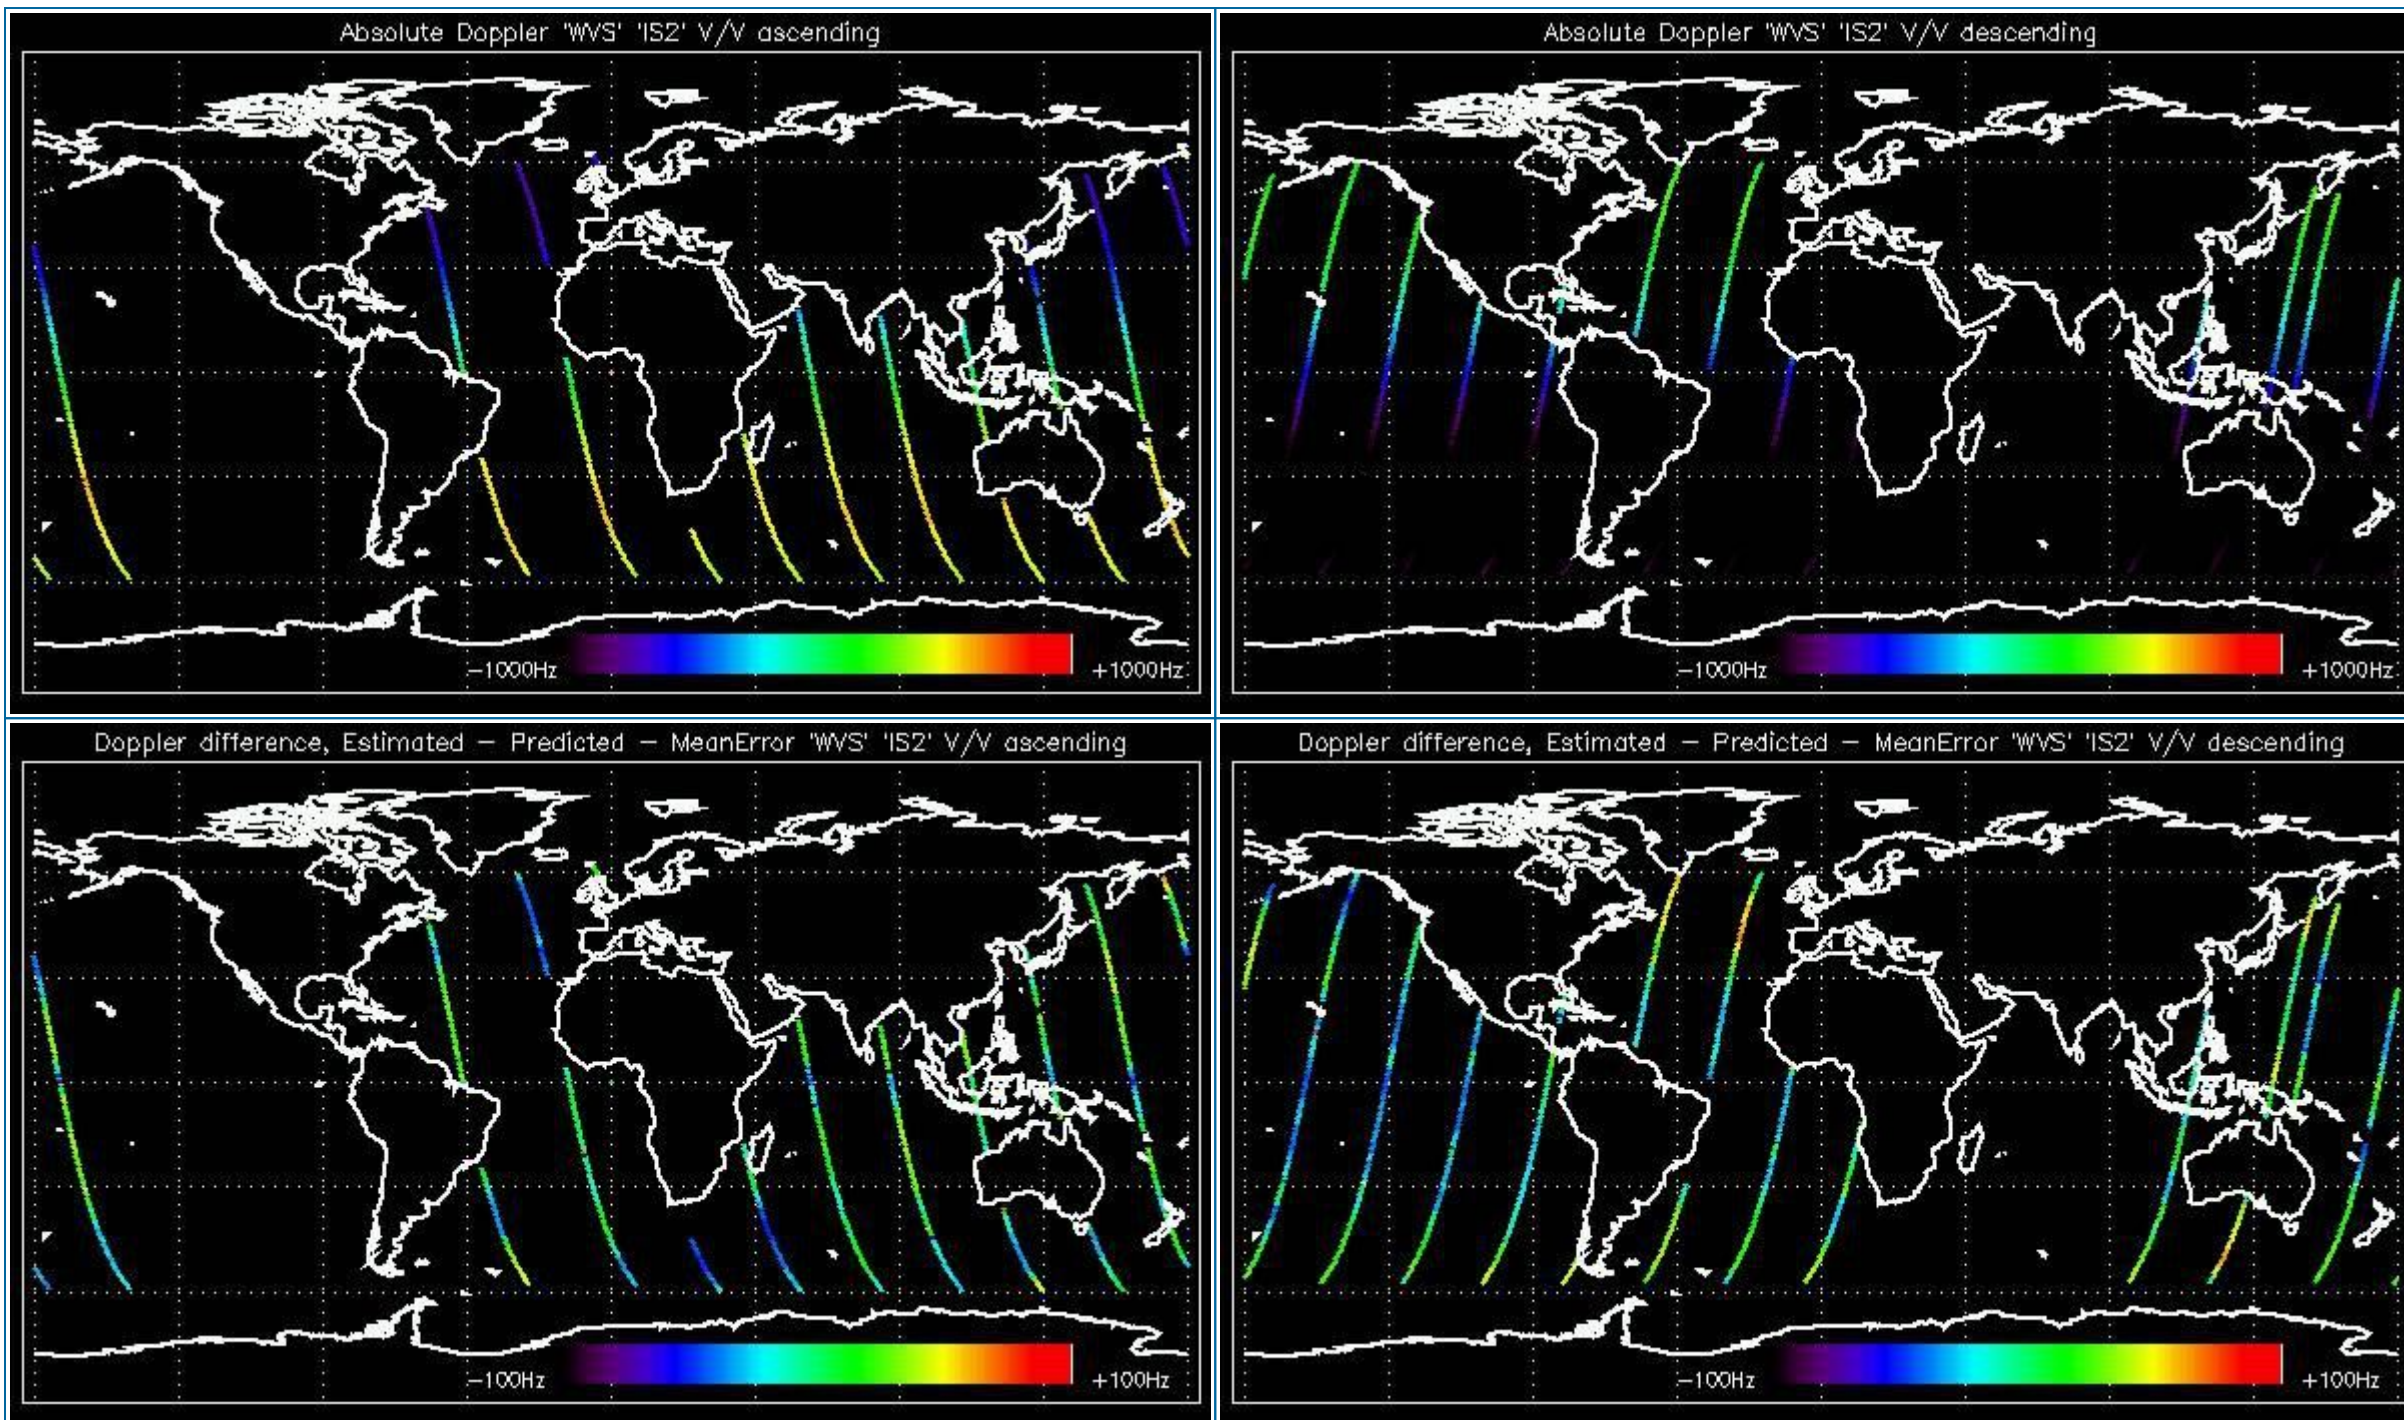 Absolute Doppler 'WVS' 'IS2' V/V ascending
-1000Hz
+1000Hz
Absolute Doppler 'WVS' 'IS2' V/V descending
-1000Hz
+1000Hz
Doppler difference, Estimated - Predicted - MeanError 'WVS' 'IS2' V/V ascending
-100Hz
+100Hz
Doppler difference, Estimated - Predicted - MeanError 'WVS' 'IS2' V/V descending
-100Hz
+100Hz